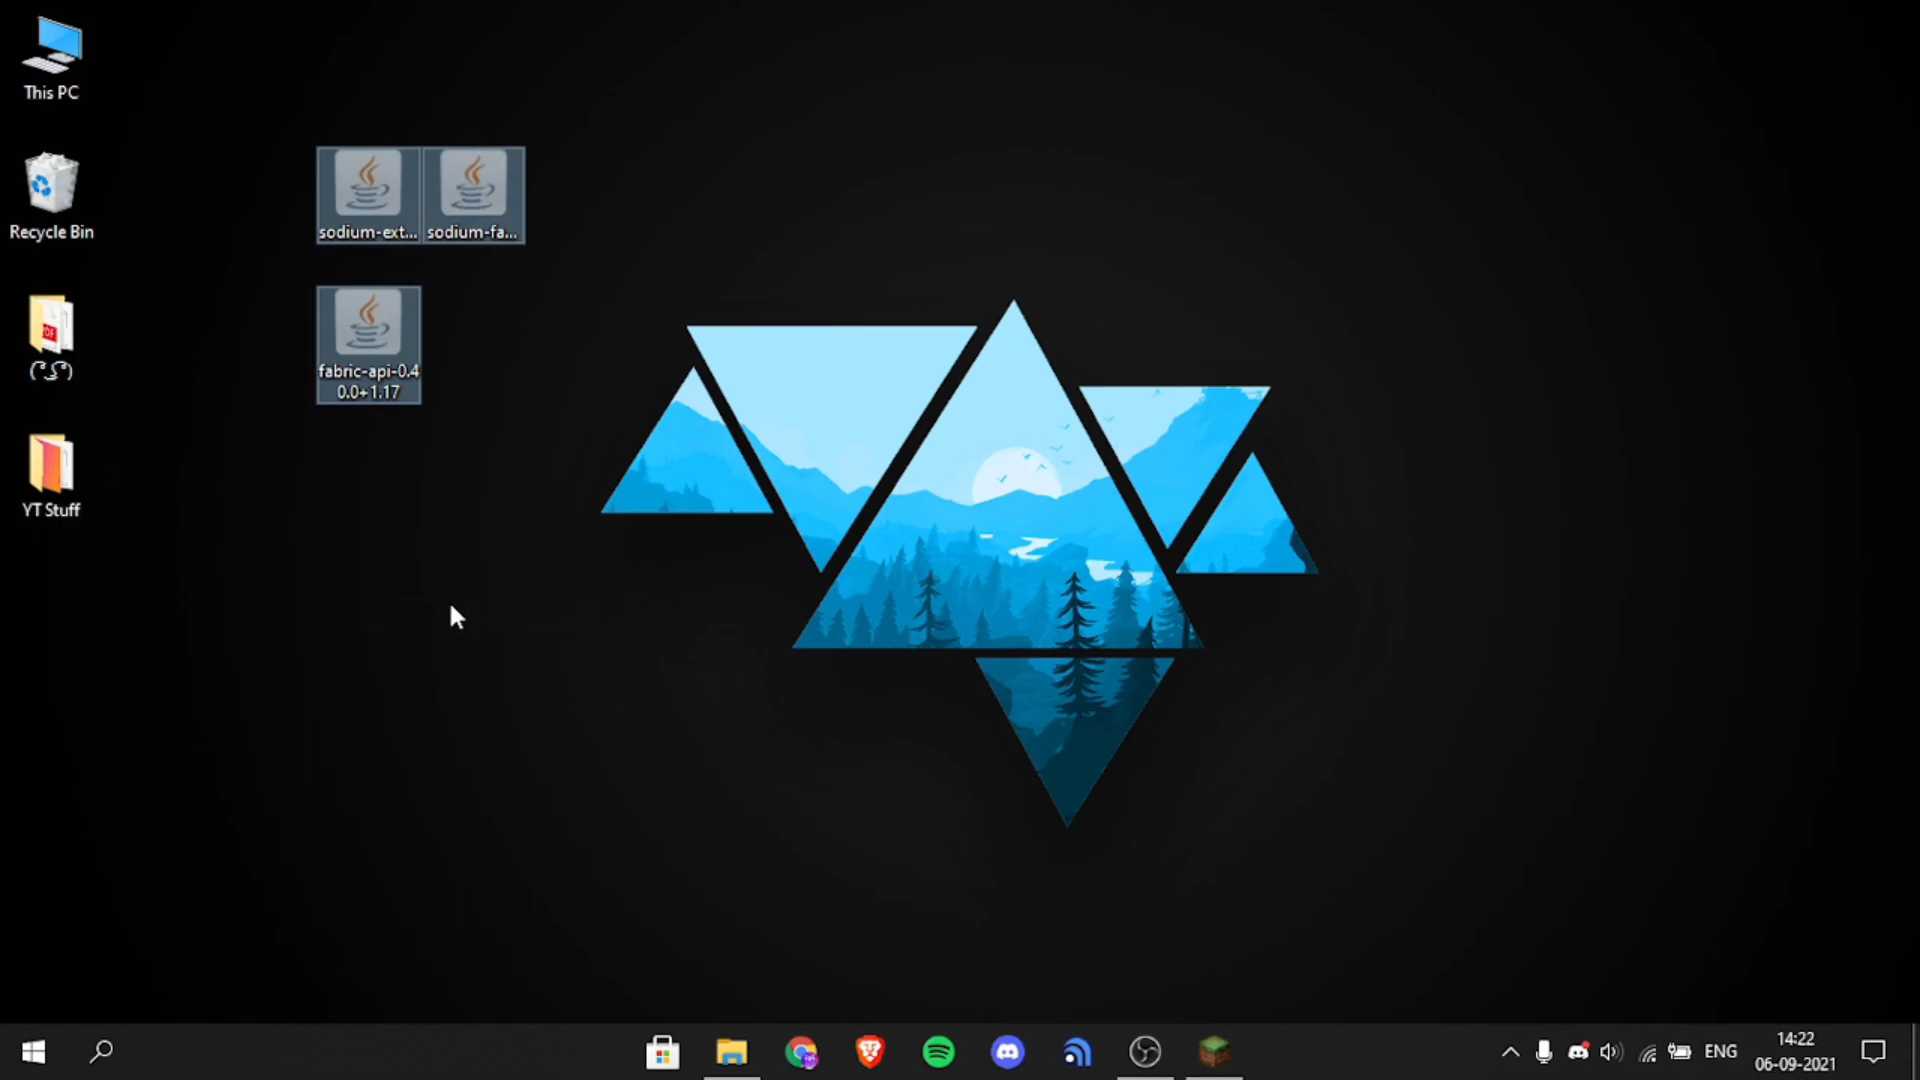 This PC
Recycle Bin
( ͡° ͜ʖ ͡°)
YT Stuff
sodium-ext...
sodium-fa...
fabric-api-0.4
0.0+1.17
ENG
14:22
06-09-2021